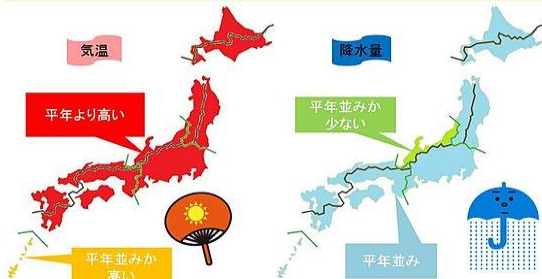 気温
平年より高い
平年並みか
高い
降水量
平年並みか
少ない
平年並み